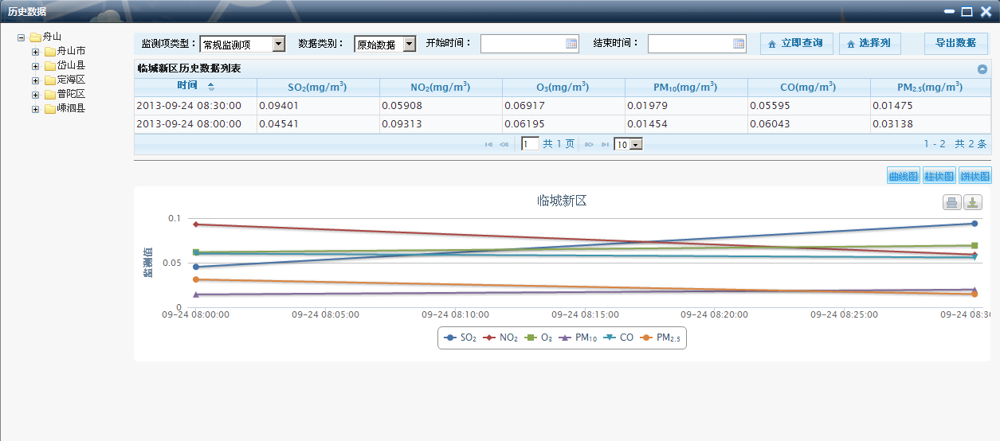 历史数据
舟山
舟山市
岱山县
定海区
普陀区
嵊泗县
监测项类型： 常规监测项 数据类别： 原始数据 开始时间： 结束时间： 立即查询 选择列 导出数据
临城新区历史数据列表
时间 SO₂(mg/m³) NO₂(mg/m³) O₃(mg/m³) PM₁₀(mg/m³) CO(mg/m³) PM₂.₅(mg/m³)
2013-09-24 08:30:00 0.09401 0.05908 0.06917 0.01979 0.05595 0.01475
2013-09-24 08:00:00 0.04541 0.09313 0.06195 0.01454 0.06043 0.03138
1 共 1 页 10 1 - 2 共 2 条
曲线图 柱状图 饼状图
临城新区
监测值
0.1
0.05
0
09-24 08:00:00 09-24 08:05:00 09-24 08:10:00 09-24 08:15:00 09-24 08:20:00 09-24 08:25:00 09-24 08:30
SO₂ NO₂ O₃ PM₁₀ CO PM₂.₅